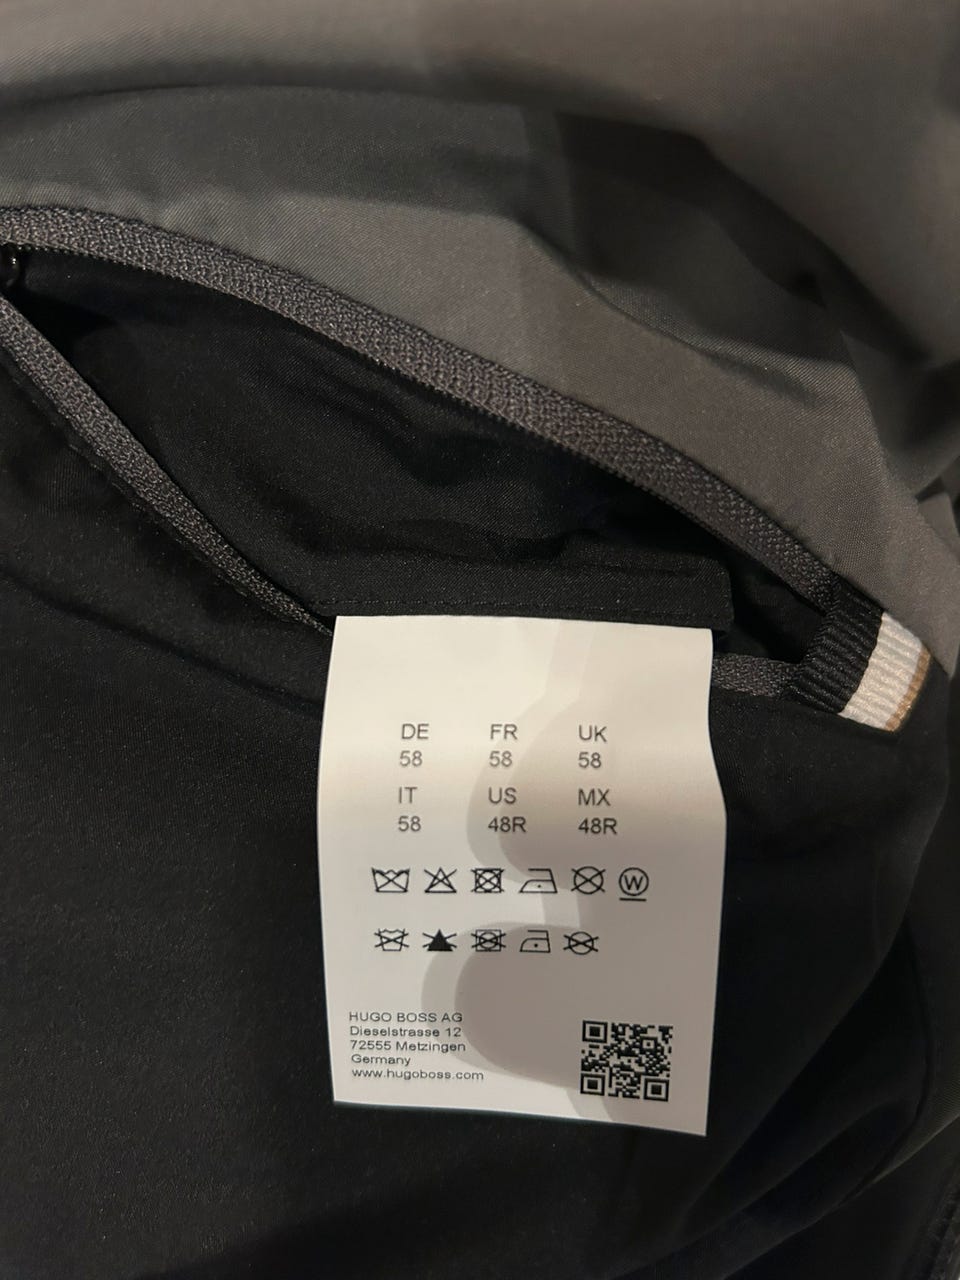 DE FR UK
58 58 58
IT US MX
58 48R 48R
W
HUGO BOSS AG
Dieselstrasse 12
72555 Metzingen
Germany
www.hugoboss.com